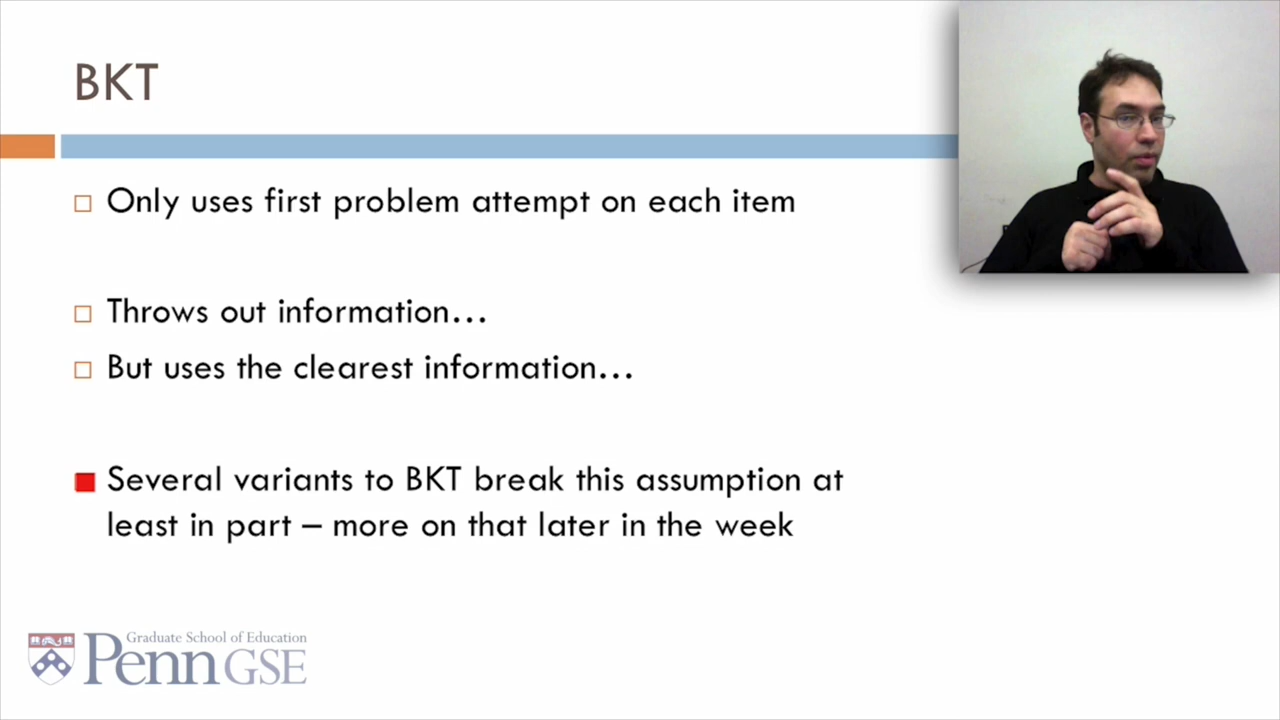 BKT
Only uses first problem attempt on each item
Throws out information…
But uses the clearest information…
Several variants to BKT break this assumption at
least in part – more on that later in the week
Graduate School of Education
Penn GSE